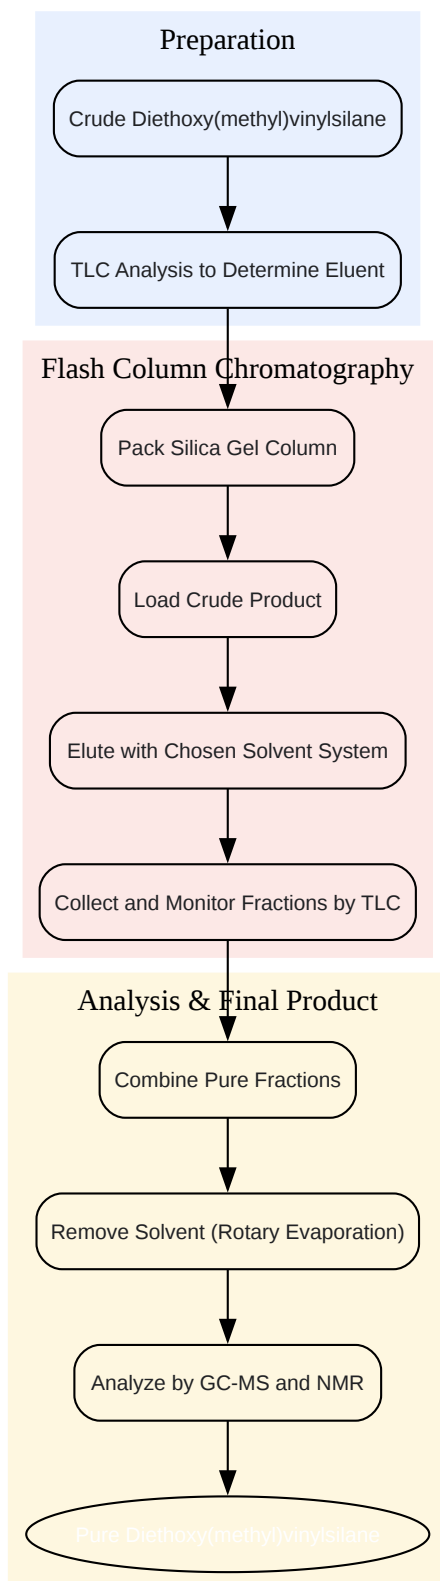 Preparation
Crude Diethoxy(methyl)vinylsilane
TLC Analysis to Determine Eluent
Flash Column Chromatography
Pack Silica Gel Column
Load Crude Product
Elute with Chosen Solvent System
Collect and Monitor Fractions by TLC
Analysis & Final Product
Combine Pure Fractions
Remove Solvent (Rotary Evaporation)
Analyze by GC-MS and NMR
Pure Diethoxy(methyl)vinylsilane